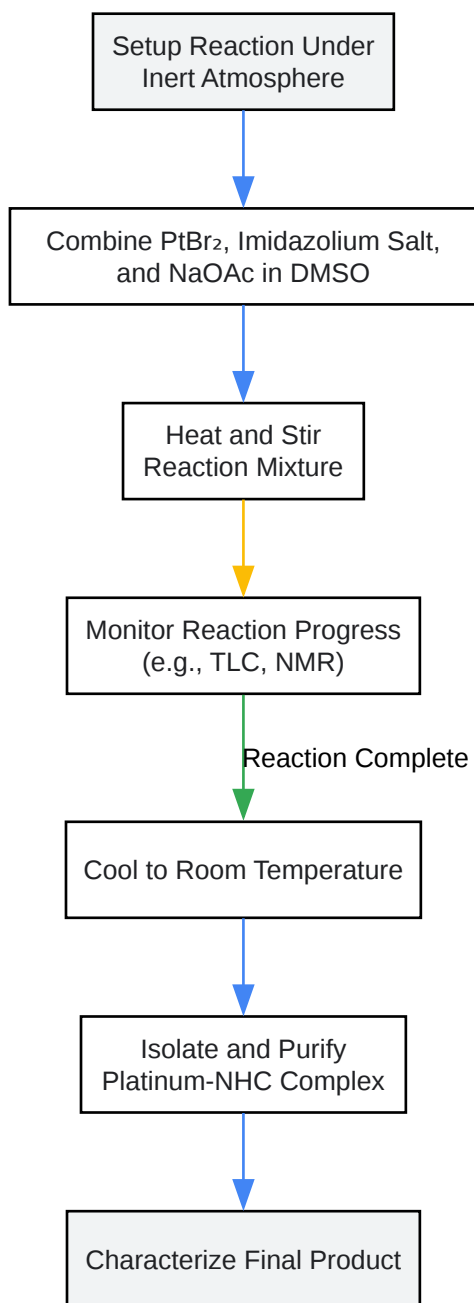 Setup Reaction Under
Inert Atmosphere
Combine PtBr₂, Imidazolium Salt,
and NaOAc in DMSO
Heat and Stir
Reaction Mixture
Monitor Reaction Progress
(e.g., TLC, NMR)
Reaction Complete
Cool to Room Temperature
Isolate and Purify
Platinum-NHC Complex
Characterize Final Product